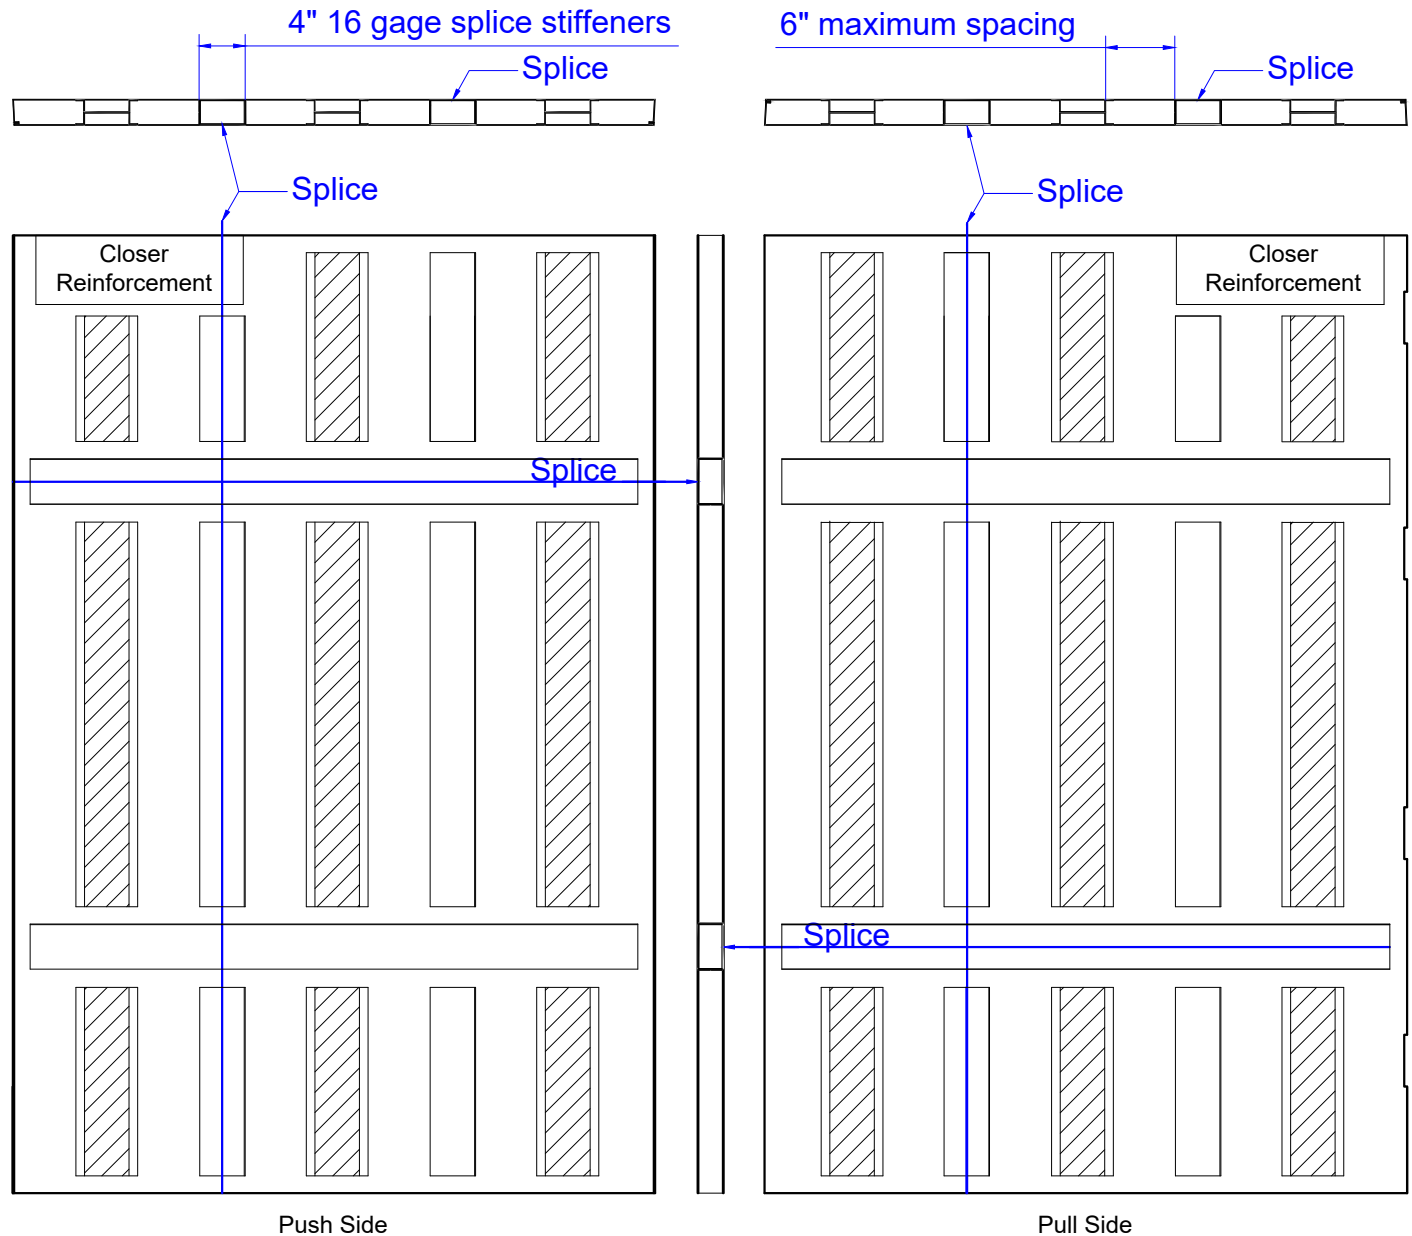 4" 16 gage splice stiffeners
6" maximum spacing
Splice
Splice
Splice
Splice
Closer
Reinforcement
Closer
Reinforcement
Splice
Splice
Push Side
Pull Side